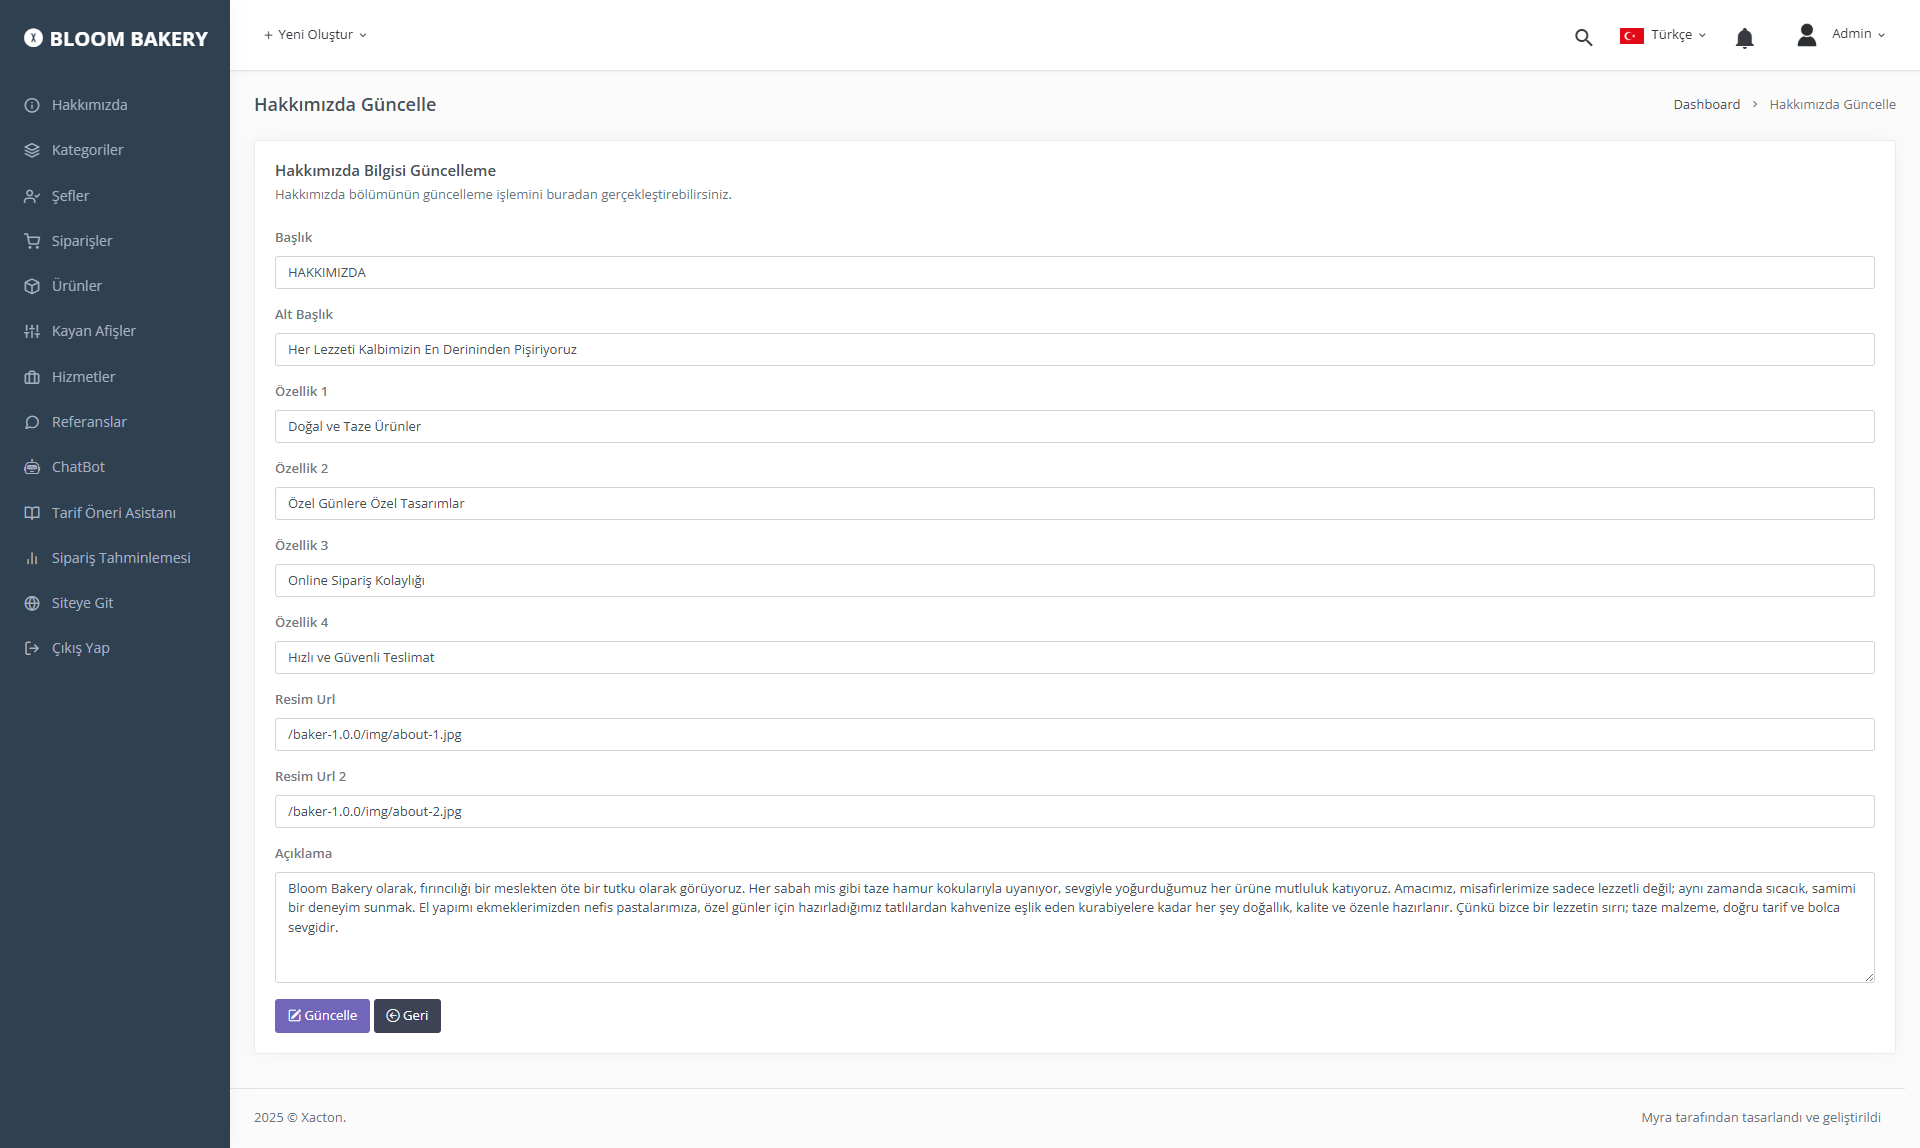 BLOOM BAKERY
Hakkımızda
Kategoriler
Şefler
Siparişler
Ürünler
Kayan Afişler
Hizmetler
Referanslar
ChatBot
Tarif Öneri Asistanı
Sipariş Tahminlemesi
Siteye Git
Çıkış Yap
+ Yeni Oluştur
Türkçe
Admin
Hakkımızda Güncelle
Dashboard > Hakkımızda Güncelle
Hakkımızda Bilgisi Güncelleme
Hakkımızda bölümünün güncelleme işlemini buradan gerçekleştirebilirsiniz.
Başlık
HAKKIMIZDA
Alt Başlık
Her Lezzeti Kalbimizin En Derininden Pişiriyoruz
Özellik 1
Doğal ve Taze Ürünler
Özellik 2
Özel Günlere Özel Tasarımlar
Özellik 3
Online Sipariş Kolaylığı
Özellik 4
Hızlı ve Güvenli Teslimat
Resim Url
/baker-1.0.0/img/about-1.jpg
Resim Url 2
/baker-1.0.0/img/about-2.jpg
Açıklama
Bloom Bakery olarak, fırıncılığı bir meslekten öte bir tutku olarak görüyoruz. Her sabah mis gibi taze hamur kokularıyla uyanıyor, sevgiyle yoğurduğumuz her ürüne mutluluk katıyoruz. Amacımız, misafirlerimize sadece lezzetli değil; aynı zamanda sıcacık, samimi
bir deneyim sunmak. El yapımı ekmeklerimizden nefis pastalarımıza, özel günler için hazırladığımız tatlılardan kahvenize eşlik eden kurabiyelere kadar her şey doğallık, kalite ve özenle hazırlanır. Çünkü bizce bir lezzetin sırrı; taze malzeme, doğru tarif ve bolca
sevgidir.
Güncelle
Geri
2025 © Xacton.
Myra tarafından tasarlandı ve geliştirildi